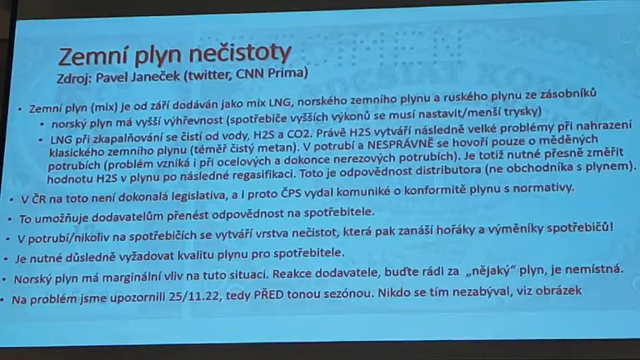 Zemní plyn nečistoty
Zdroj: Pavel Janeček (twitter, CNN Prima)
• Zemní plyn (mix) je od září dodáván jako mix LNG, norského zemního plynu a ruského plynu ze zásobníků
• norský plyn má vyšší výhřevnost (spotřebiče vyšších výkonů se musí nastavit/menší trysky)
• LNG při zkapalňování se čistí od vody, H2S a CO2. Právě H2S vytváří následně velké problémy při nahrazení
klasického zemního plynu (téměř čistý metan). V potrubí a NESPRÁVNĚ se hovoří pouze o měděných
potrubích (problém vzniká i při ocelových a dokonce nerezových potrubích). Je totiž nutné přesně změřit
hodnotu H2S v plynu po následné regasifikaci. Toto je odpovědnost distributora (ne obchodníka s plynem).
• V ČR na toto není dokonalá legislativa, a i proto ČPS vydal komuniké o konformitě plynu s normativy.
• To umožňuje dodavatelům přenést odpovědnost na spotřebitele.
• V potrubí/nikoliv na spotřebičích se vytváří vrstva nečistot, která pak zanáší hořáky a výměníky spotřebičů!
• Je nutné důsledně vyžadovat kvalitu plynu pro spotřebitele.
• Norský plyn má marginální vliv na tuto situaci. Reakce dodavatele, buďte rádi za „nějaký“ plyn, je nemístná.
• Na problém jsme upozornili 25/11.22, tedy PŘED tonou sezónou. Nikdo se tím nezabýval, viz obrázek